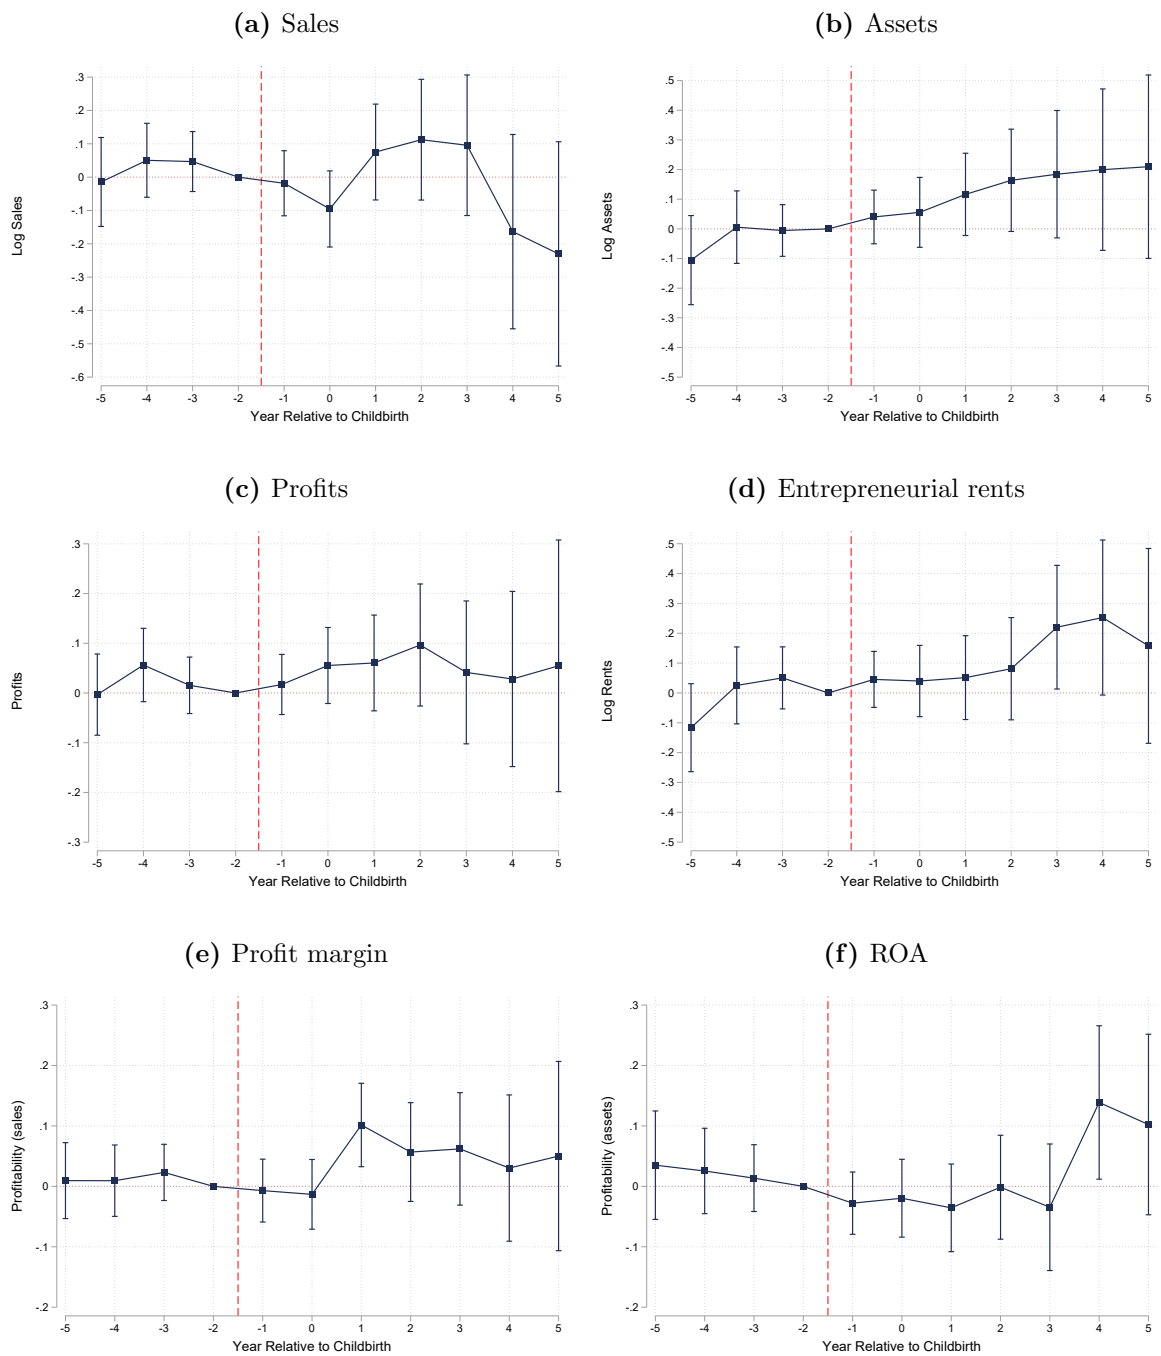 (a) Sales
.3
.2
.1
0
-.1
-.2
-.3
-.4
-.5
-.6
Log Sales
-5 -4 -3 -2 -1 0 1 2 3 4 5
Year Relative to Childbirth
(b) Assets
.5
.4
.3
.2
.1
0
-.1
-.2
-.3
-.4
-.5
Log Assets
-5 -4 -3 -2 -1 0 1 2 3 4 5
Year Relative to Childbirth
(c) Profits
.3
.2
.1
0
-.1
-.2
-.3
Profits
-5 -4 -3 -2 -1 0 1 2 3 4 5
Year Relative to Childbirth
(d) Entrepreneurial rents
.5
.4
.3
.2
.1
0
-.1
-.2
-.3
-.4
-.5
Log Rents
-5 -4 -3 -2 -1 0 1 2 3 4 5
Year Relative to Childbirth
(e) Profit margin
.3
.2
.1
0
-.1
-.2
Profitability (sales)
-5 -4 -3 -2 -1 0 1 2 3 4 5
Year Relative to Childbirth
(f) ROA
.3
.2
.1
0
-.1
-.2
Profitability (assets)
-5 -4 -3 -2 -1 0 1 2 3 4 5
Year Relative to Childbirth